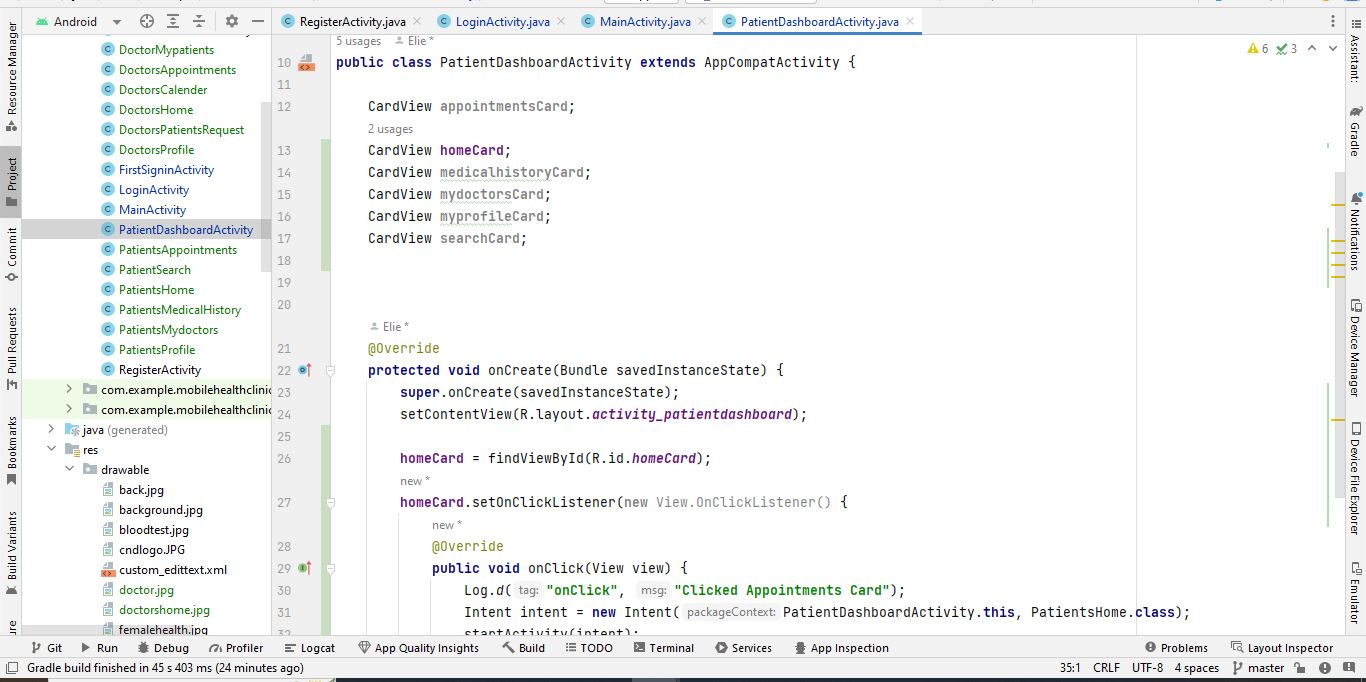 Android
RegisterActivity.java
LoginActivity.java
MainActivity.java
PatientDashboardActivity.java
Resource Manager
Project
Commit
Pull Requests
Bookmarks
Build Variants
DoctorMypatients
DoctorsAppointments
DoctorsCalender
DoctorsHome
DoctorsPatientsRequest
DoctorsProfile
FirstSigninActivity
LoginActivity
MainActivity
PatientDashboardActivity
PatientsAppointments
PatientSearch
PatientsHome
PatientsMedicalHistory
PatientsMydoctors
PatientsProfile
RegisterActivity
com.example.mobilehealthclinic
com.example.mobilehealthclinic
java (generated)
res
drawable
back.jpg
background.jpg
bloodtest.jpg
cndlogo.JPG
custom_edittext.xml
doctor.jpg
doctorshome.jpg
femalehealth.jpg
5 usages Elie *
6 3
10 public class PatientDashboardActivity extends AppCompatActivity {
11
12 CardView appointmentsCard;
2 usages
13 CardView homeCard;
14 CardView medicalhistoryCard;
15 CardView mydoctorsCard;
16 CardView myprofileCard;
17 CardView searchCard;
18
19
20
Elie *
21 @Override
22 protected void onCreate(Bundle savedInstanceState) {
23 super.onCreate(savedInstanceState);
24 setContentView(R.layout.activity_patientdashboard);
25
26 homeCard = findViewById(R.id.homeCard);
new *
27 homeCard.setOnClickListener(new View.OnClickListener() {
new *
28 @Override
29 public void onClick(View view) {
30 Log.d( tag: "onClick", msg: "Clicked Appointments Card");
31 Intent intent = new Intent( packageContext: PatientDashboardActivity.this, PatientsHome.class);
32 startActivity(intent);
Assistant:
Gradle
Notifications
Device Manager
Device File Explorer
Emulator
Git
Run
Debug
Profiler
Logcat
App Quality Insights
Build
TODO
Terminal
Services
App Inspection
Problems
Layout Inspector
Gradle build finished in 45 s 403 ms (24 minutes ago)
35:1 CRLF UTF-8 4 spaces master